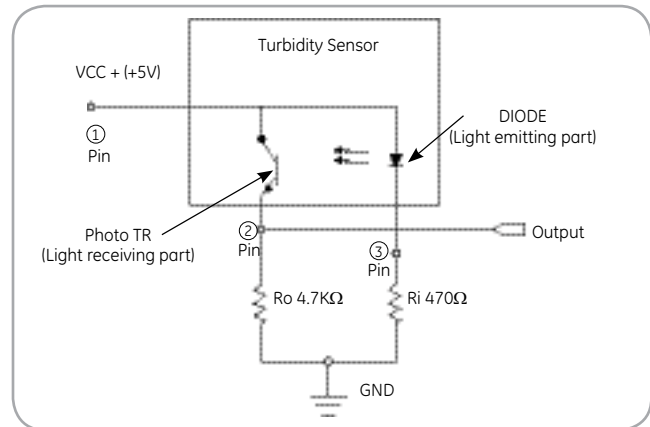 Turbidity Sensor
VCC + (+5V)
DIODE
(Light emitting part)
①
Pin
Photo TR
(Light receiving part)
②
Pin
Output
③
Pin
Ro 4.7KΩ
Ri 470Ω
GND